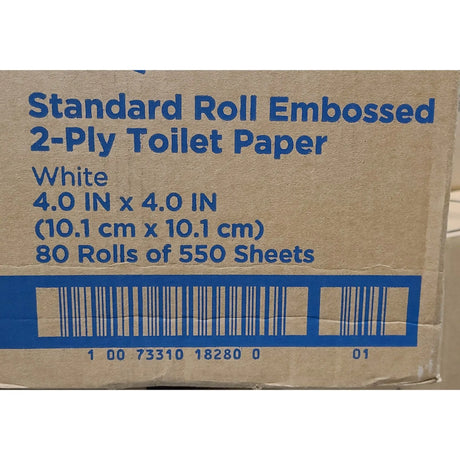 Standard Roll Embossed
2-Ply Toilet Paper
White
4.0 IN x 4.0 IN
(10.1 cm x 10.1 cm)
80 Rolls of 550 Sheets
1 00 73310 18280 0 01